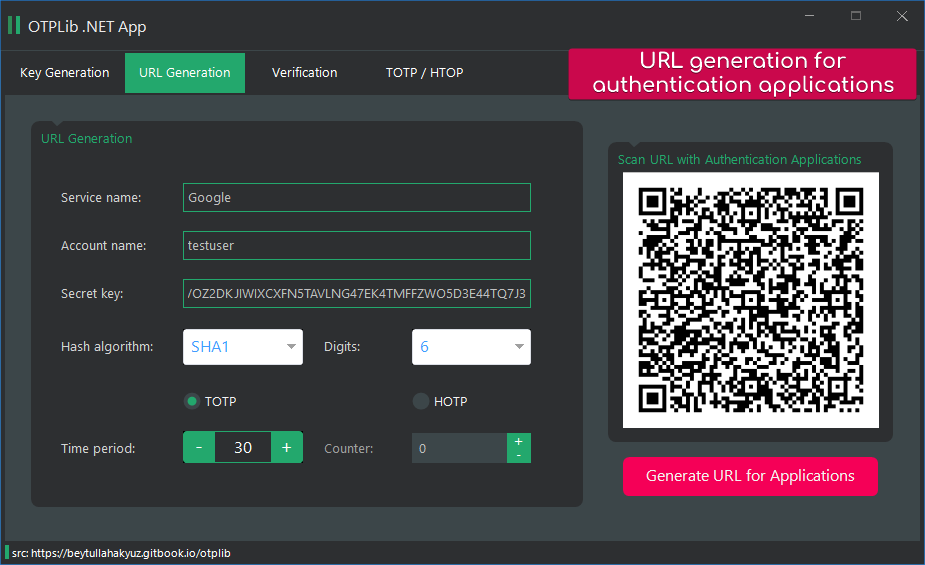 OTPLib .NET App
Key Generation
URL Generation
Verification
TOTP / HTOP
URL generation for
authentication applications
URL Generation
Service name:
Google
Account name:
testuser
Secret key:
/OZ2DKJIWIXCXFN5TAVLNG47EK4TMFFZWO5D3E44TQ7J3
Hash algorithm:
SHA1
Digits:
6
TOTP
HOTP
Time period:
-
30
+
Counter:
0
+
-
Scan URL with Authentication Applications
Generate URL for Applications
src: https://beytullahakyuz.gitbook.io/otplib